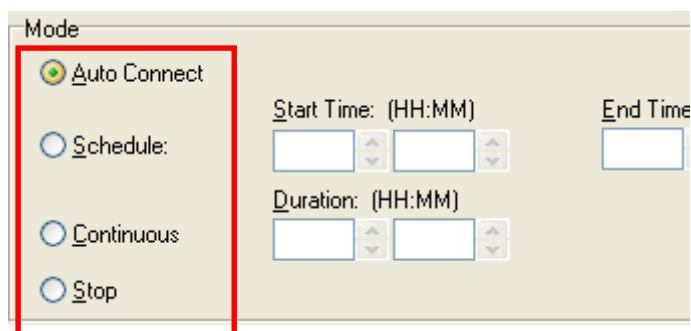 Mode
Auto Connect
Start Time: (HH:MM)
End Time
Schedule:
Duration: (HH:MM)
Continuous
Stop